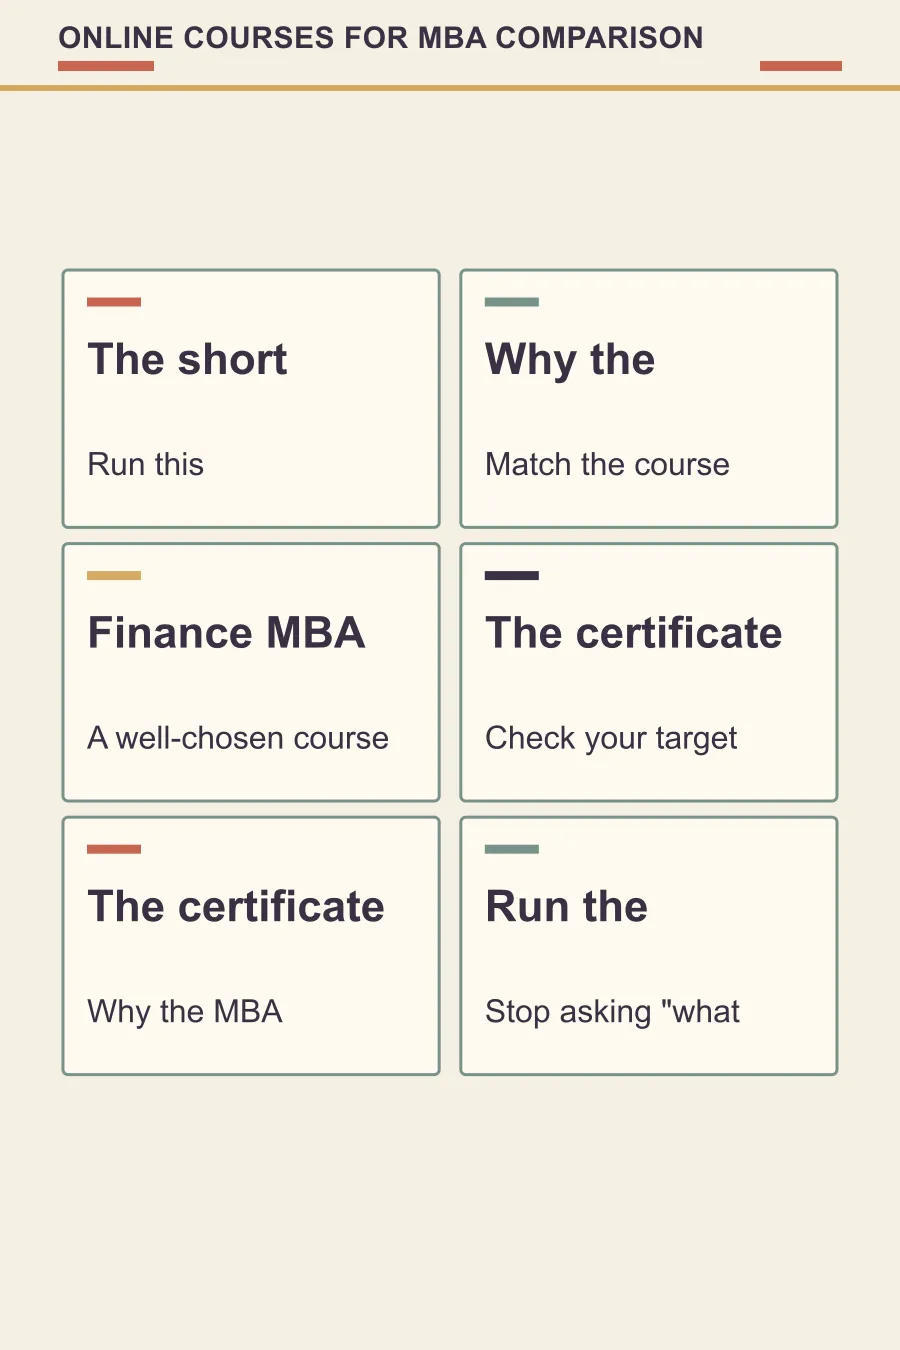 ONLINE COURSES FOR MBA COMPARISON
The short
Run this
Why the
Match the course
Finance MBA
A well-chosen course
The certificate
Check your target
The certificate
Why the MBA
Run the
Stop asking "what